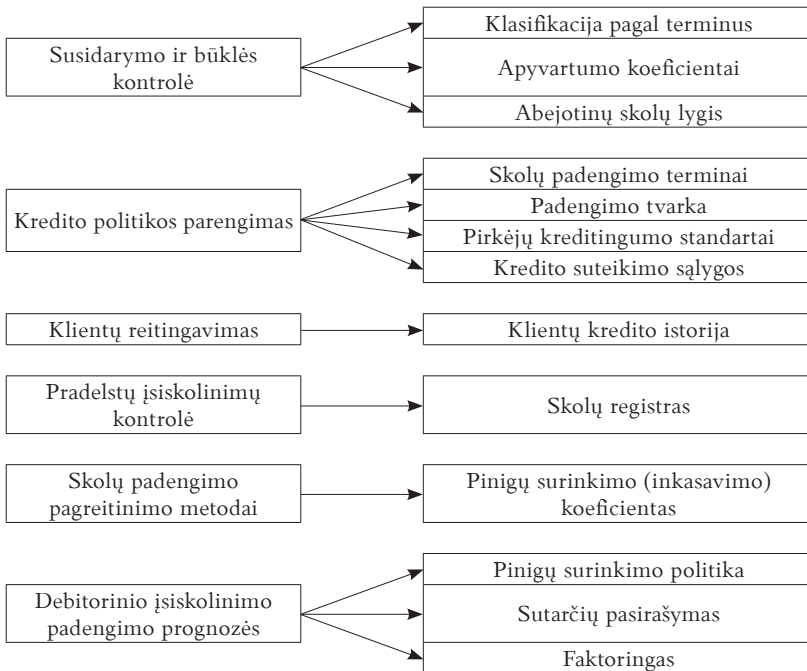 Susidarymo ir būklės
kontrolė
Klasifikacija pagal terminus
Apyvartumo koeficientai
Abejotinų skolų lygis
Kredito politikos parengimas
Skolų padengimo terminai
Padengimo tvarka
Pirkėjų kreditingumo standartai
Kredito suteikimo sąlygos
Klientų reitingavimas
Klientų kredito istorija
Pradelstų įsiskolinimų
kontrolė
Skolų registras
Skolų padengimo
pagreitinimo metodai
Pinigų surinkimo (inkasavimo)
koeficientas
Debitorinio įsiskolinimo
padengimo prognozės
Pinigų surinkimo politika
Sutarčių pasirašymas
Faktoringas